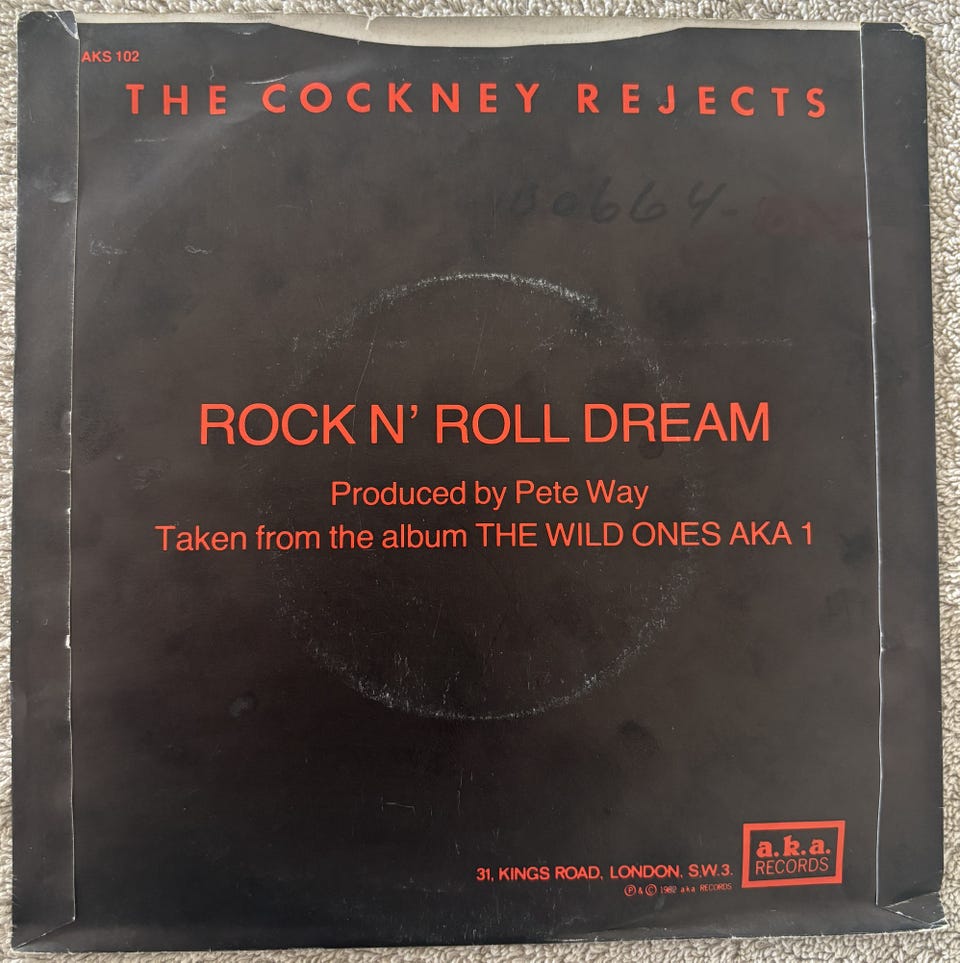 AKS 102
THE COCKNEY REJECTS
ROCK N’ ROLL DREAM
Produced by Pete Way
Taken from the album THE WILD ONES AKA 1
a.k.a.
RECORDS
31, KINGS ROAD, LONDON, S.W.3.
Ⓟ & © 1982 aka RECORDS